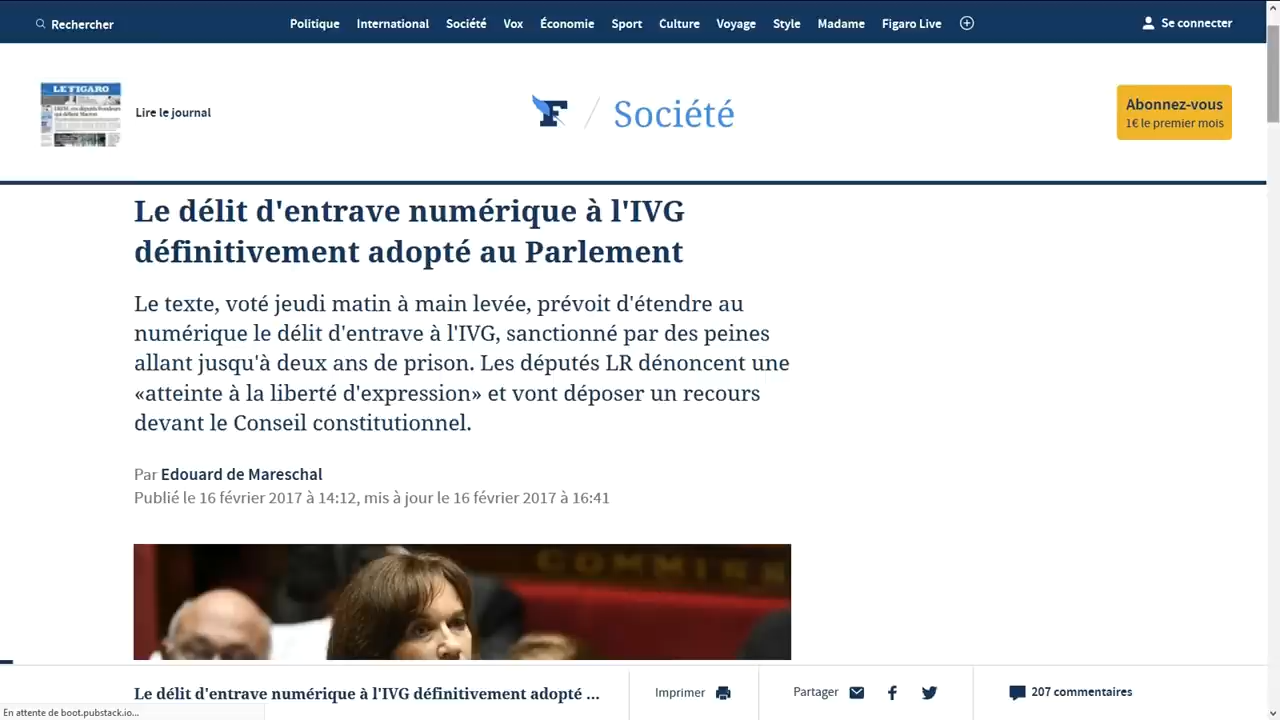 Rechercher
Politique International Société Vox Économie Sport Culture Voyage Style Madame Figaro Live
Se connecter
LE FIGARO
Lire le journal
F / Société
Abonnez-vous
1€ le premier mois
Le délit d'entrave numérique à l'IVG
définitivement adopté au Parlement
Le texte, voté jeudi matin à main levée, prévoit d'étendre au
numérique le délit d'entrave à l'IVG, sanctionné par des peines
allant jusqu'à deux ans de prison. Les députés LR dénoncent une
«atteinte à la liberté d'expression» et vont déposer un recours
devant le Conseil constitutionnel.
Par Edouard de Mareschal
Publié le 16 février 2017 à 14:12, mis à jour le 16 février 2017 à 16:41
COMMINES
Le délit d'entrave numérique à l'IVG définitivement adopté ...
Imprimer
Partager
207 commentaires
En attente de boot.pubstack.io...